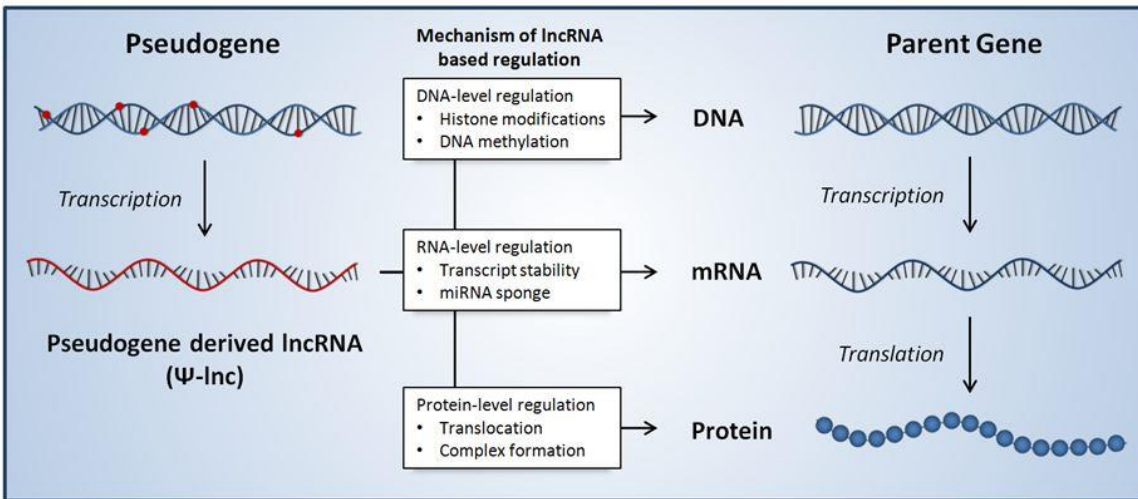 Pseudogene
Transcription
Pseudogene derived lncRNA
(Ψ-lnc)
Mechanism of lncRNA
based regulation
DNA-level regulation
• Histone modifications
• DNA methylation
RNA-level regulation
• Transcript stability
• miRNA sponge
Protein-level regulation
• Translocation
• Complex formation
DNA
mRNA
Protein
Parent Gene
Transcription
Translation